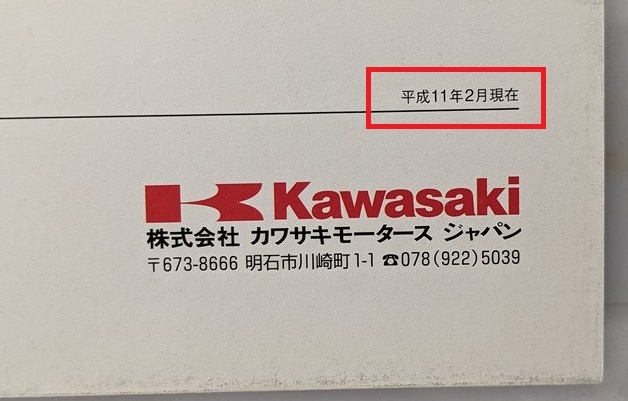 平成11年2月現在
Kawasaki
株式会社 カワサキモータース ジャパン
〒673-8666 明石市川崎町1-1 ☎078(922)5039